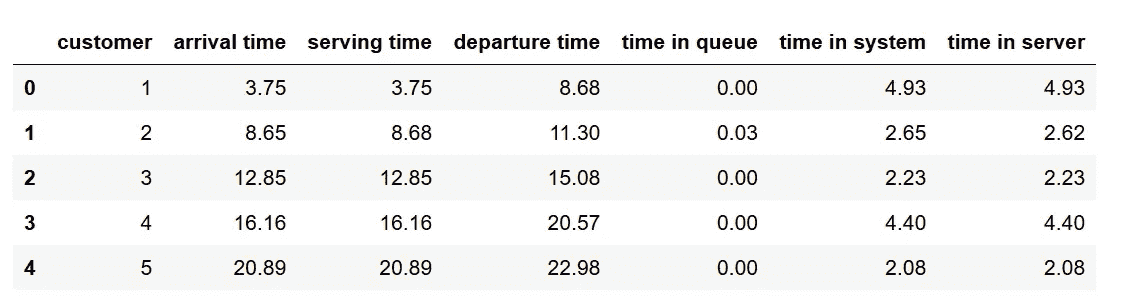 customer arrival time serving time departure time time in queue time in system time in server
0 1 3.75 3.75 8.68 0.00 4.93 4.93
1 2 8.65 8.68 11.30 0.03 2.65 2.62
2 3 12.85 12.85 15.08 0.00 2.23 2.23
3 4 16.16 16.16 20.57 0.00 4.40 4.40
4 5 20.89 20.89 22.98 0.00 2.08 2.08